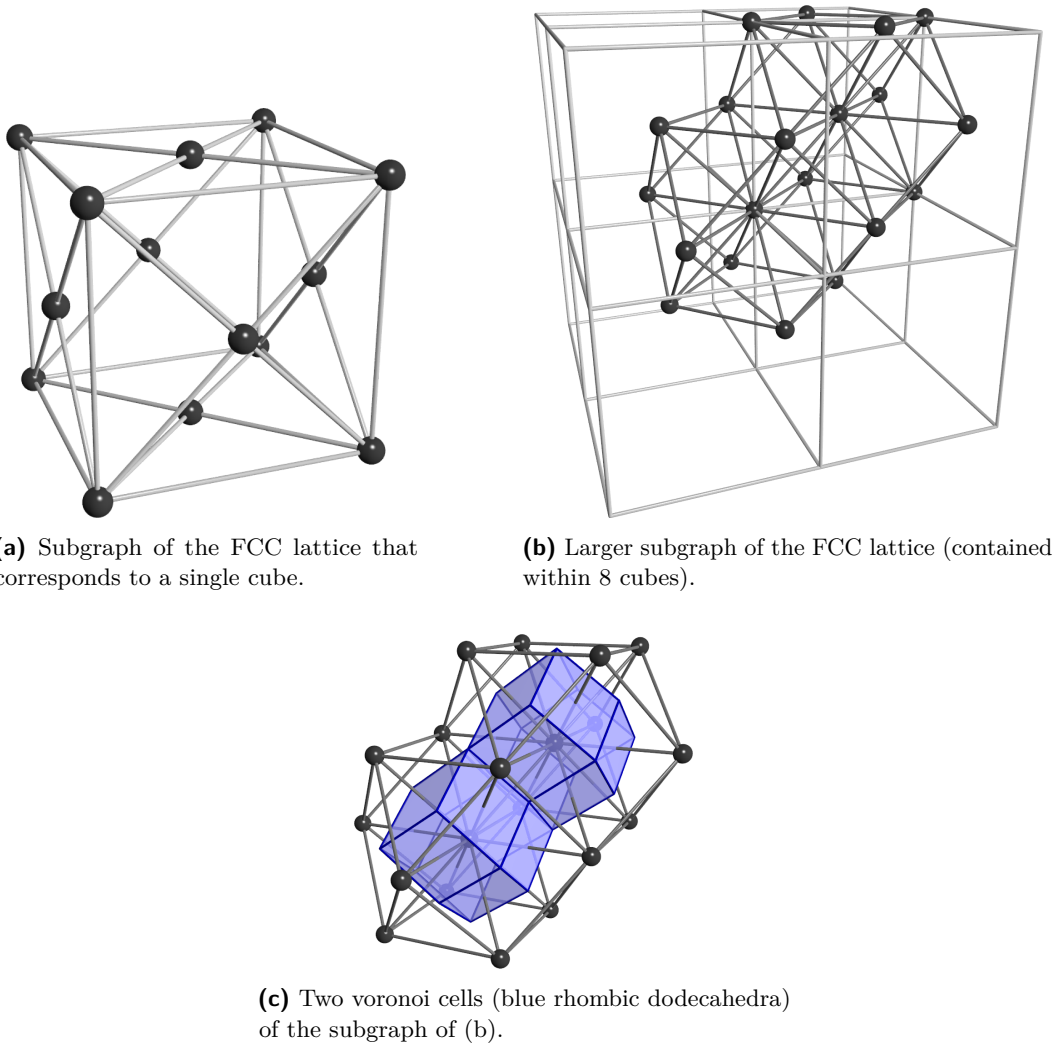 (a) Subgraph of the FCC lattice that
corresponds to a single cube.
(b) Larger subgraph of the FCC lattice (contained
within 8 cubes).
(c) Two voronoi cells (blue rhombic dodecahedra)
of the subgraph of (b).